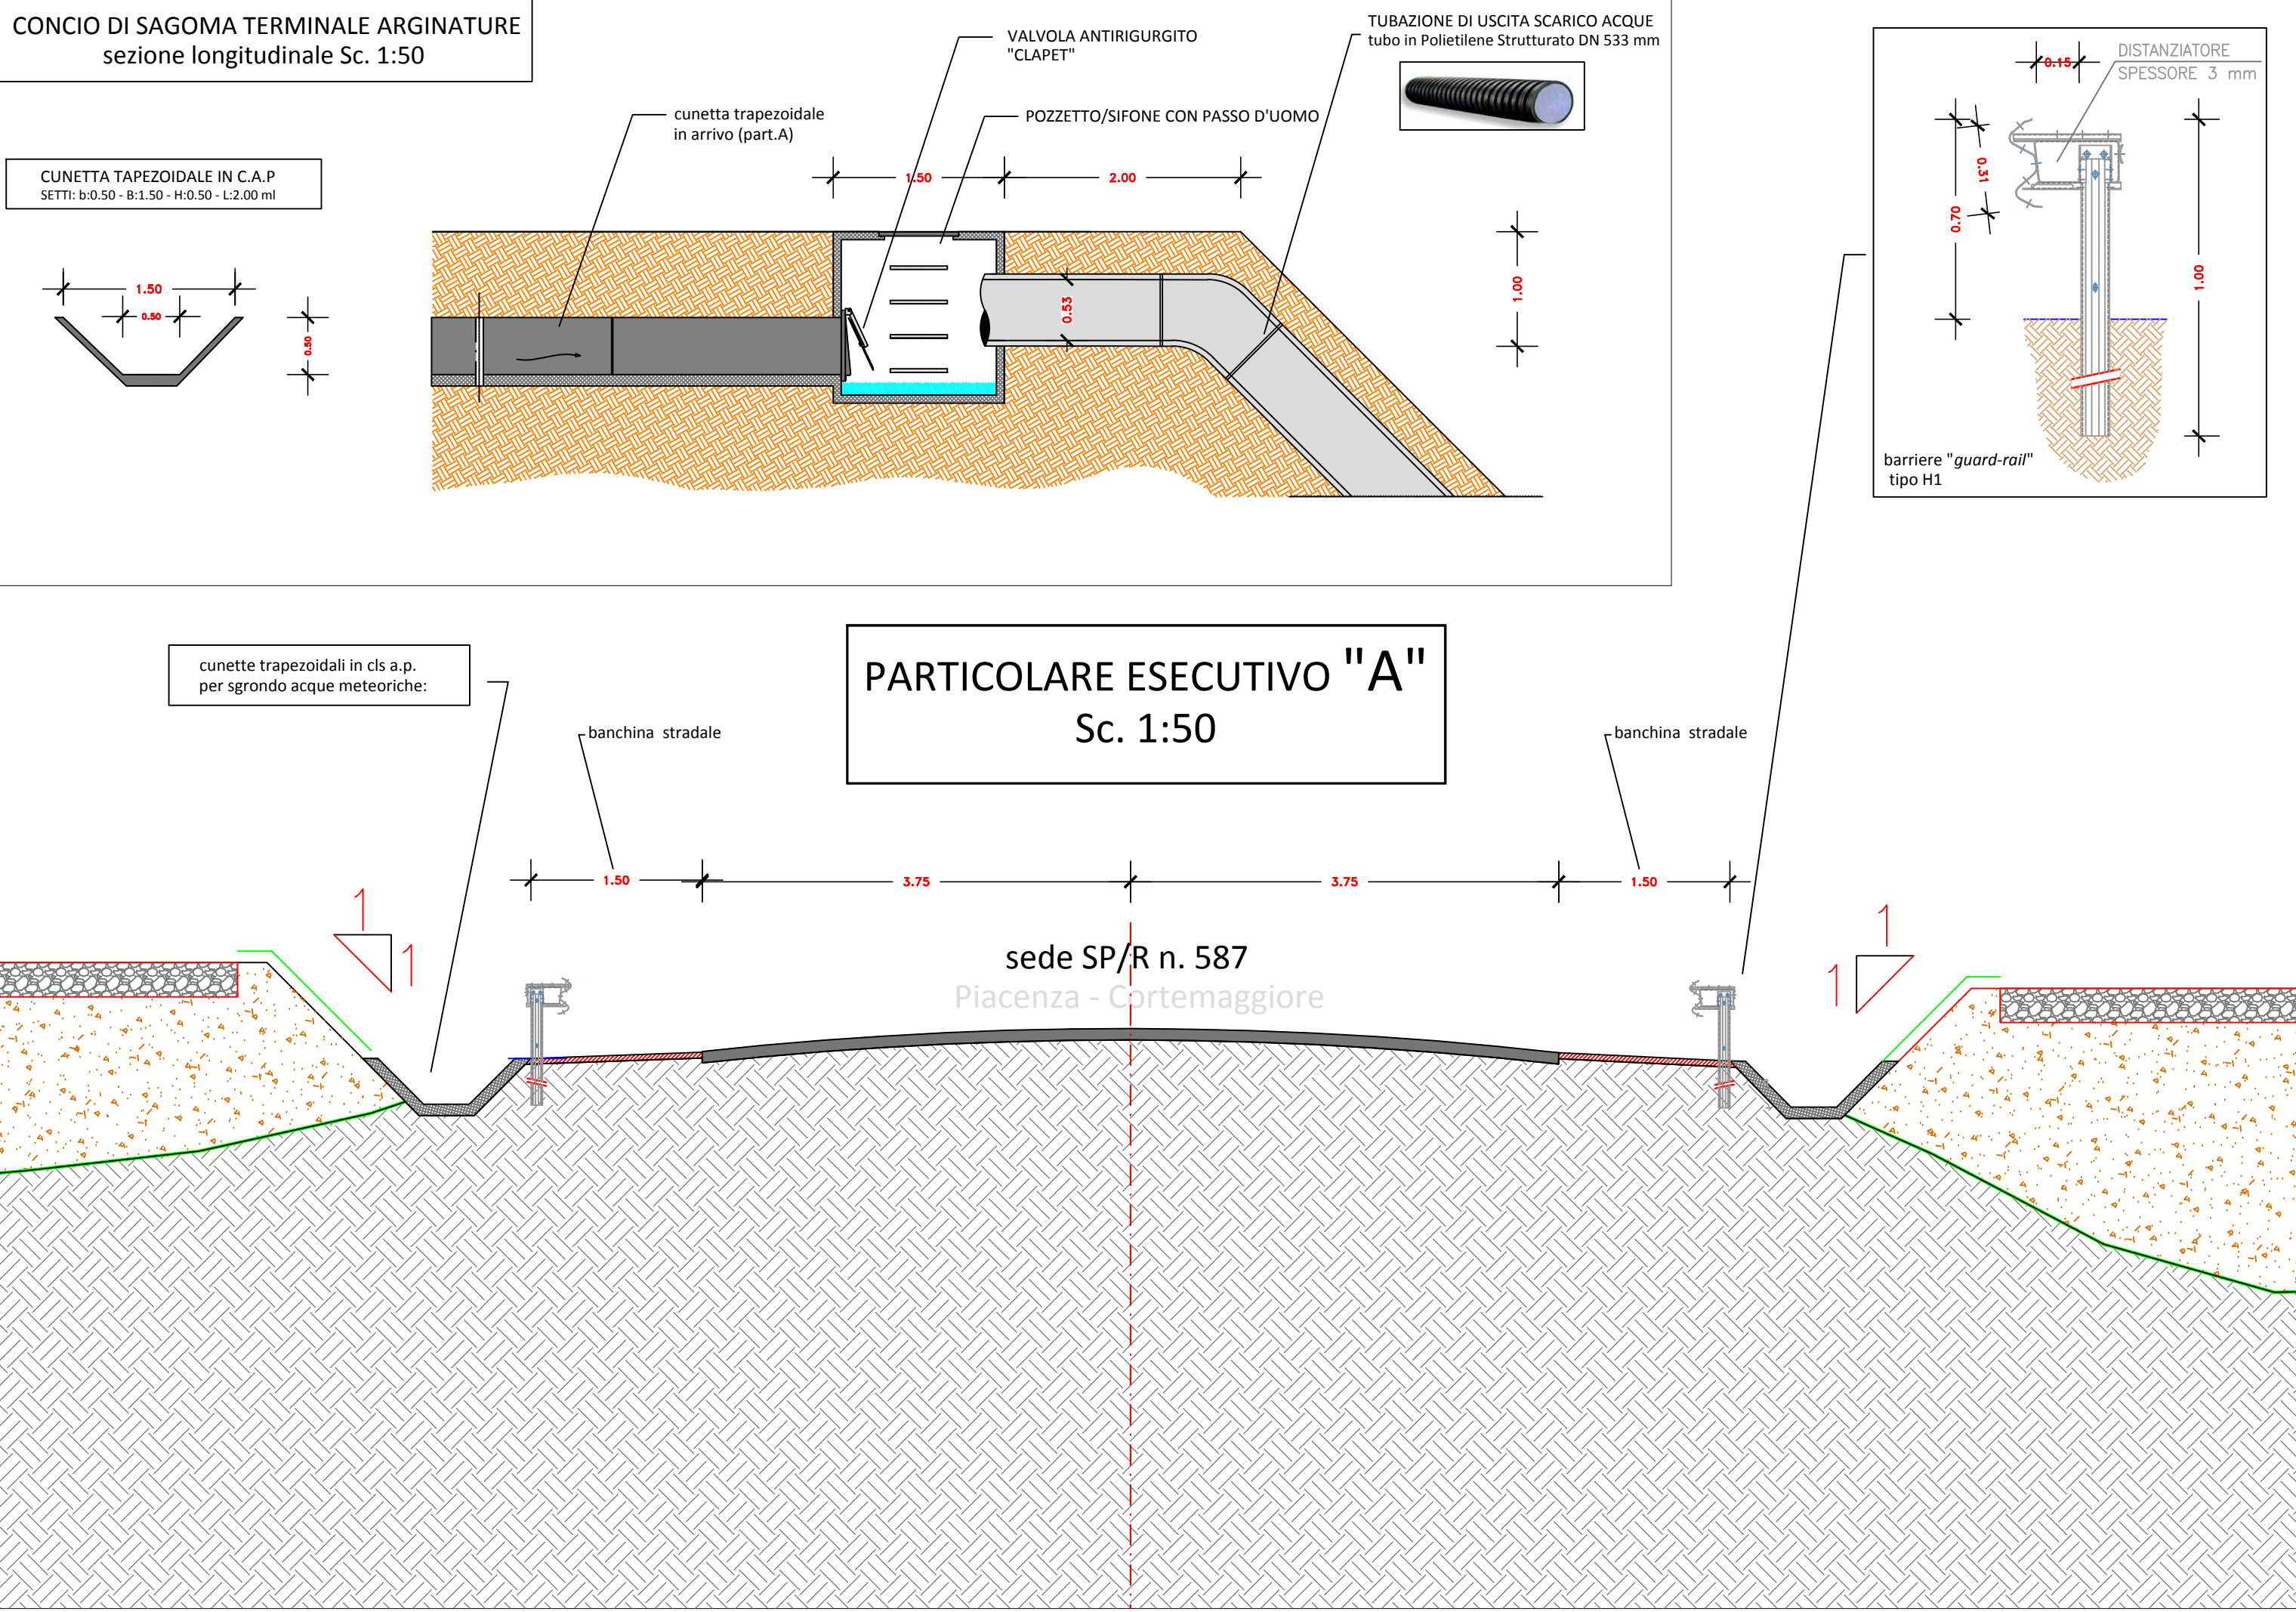 CONCIO DI SAGOMA TERMINALE ARGINATURE
sezione longitudinale Sc. 1:50
VALVOLA ANTIRIGURGITO
"CLAPET"
TUBAZIONE DI USCITA SCARICO ACQUE
tubo in Polietilene Strutturato DN 533 mm
cunetta trapezoidale
in arrivo (part.A)
POZZETTO/SIFONE CON PASSO D'UOMO
CUNETTA TAPEZOIDALE IN C.A.P
SETTI: b:0.50 - B:1.50 - H:0.50 - L:2.00 ml
1.50
0.50
0.50
1.50
2.00
0.53
1.00
0.15
DISTANZIATORE
SPESSORE 3 mm
0.31
0.70
1.00
barriere "guard-rail"
tipo H1
cunette trapezoidali in cls a.p.
per sgrondo acque meteoriche:
PARTICOLARE ESECUTIVO "A"
Sc. 1:50
banchina stradale
banchina stradale
1.50
3.75
3.75
1.50
1
1
1
1
sede SP/R n. 587
Piacenza - Cortemaggiore